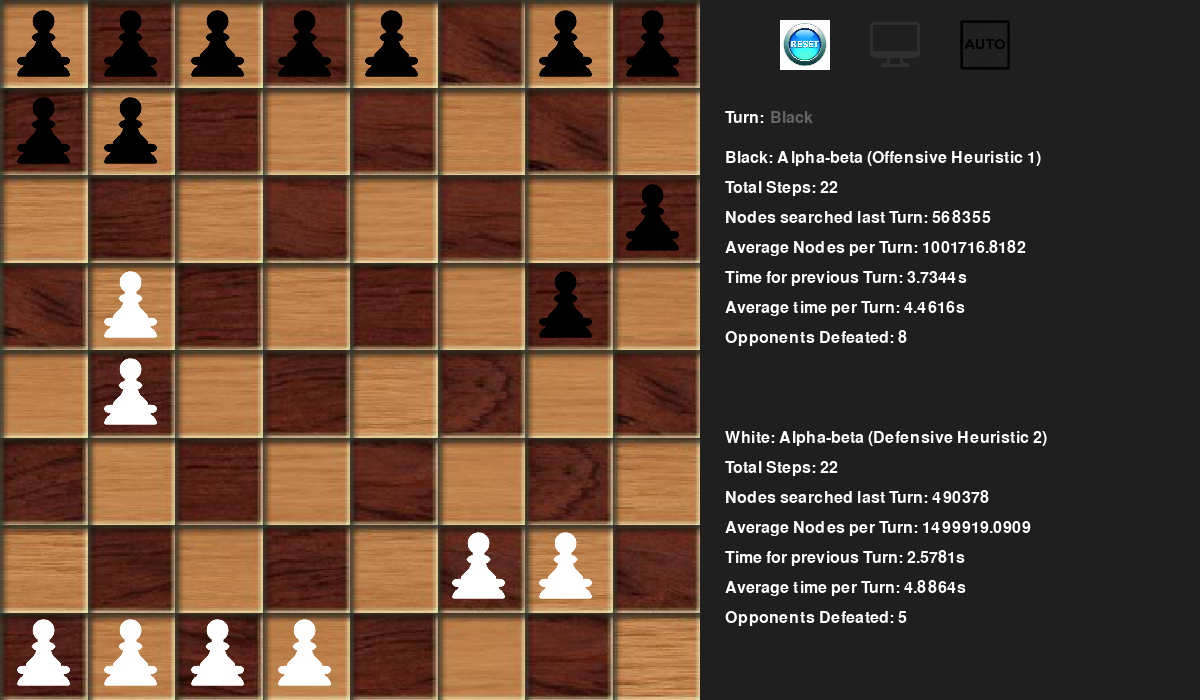 RESET
AUTO
Turn: Black
Black: Alpha-beta (Offensive Heuristic 1)
Total Steps: 22
Nodes searched last Turn: 568355
Average Nodes per Turn: 1001716.8182
Time for previous Turn: 3.7344s
Average time per Turn: 4.4616s
Opponents Defeated: 8
White: Alpha-beta (Defensive Heuristic 2)
Total Steps: 22
Nodes searched last Turn: 490378
Average Nodes per Turn: 1499919.0909
Time for previous Turn: 2.5781s
Average time per Turn: 4.8864s
Opponents Defeated: 5